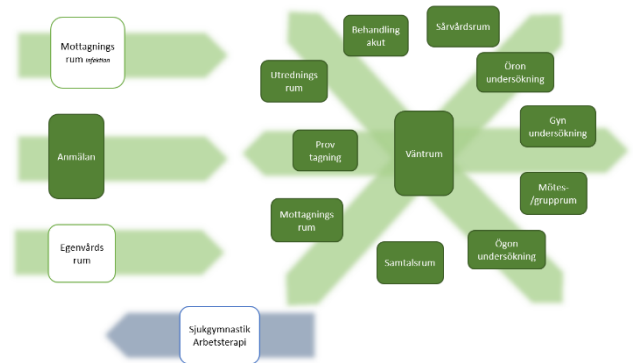 Mottagnings
rum infektion
Anmälan
Egenvårds
rum
Sjukgymnastik
Arbetsterapi
Behandling
akut
Sårvårdsrum
Utrednings
rum
Öron
undersökning
Prov
tagning
Väntrum
Gyn
undersökning
Mottagnings
rum
Mötes-
/grupprum
Samtalsrum
Ögon
undersökning